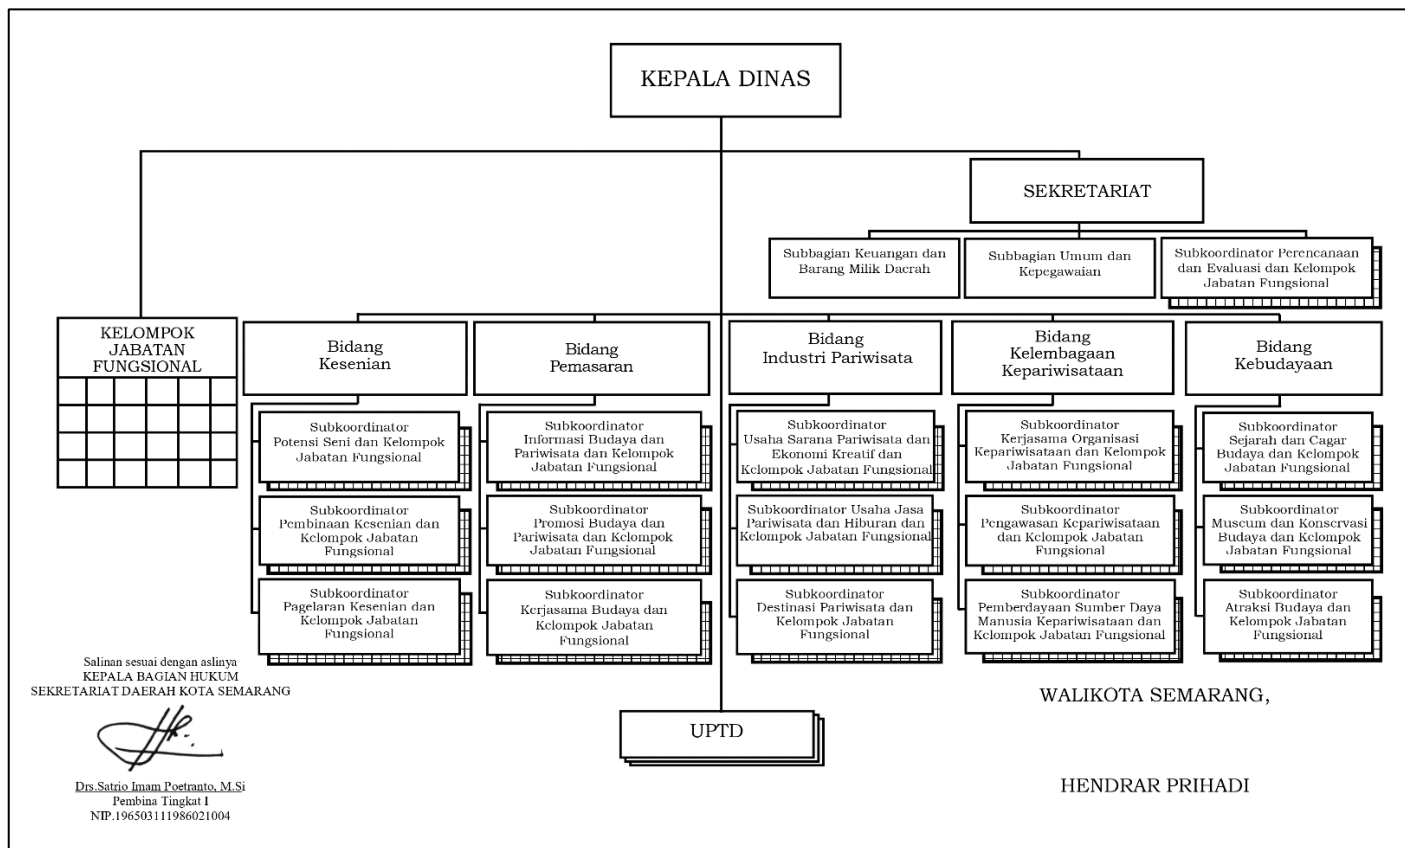 KEPALA DINAS
SEKRETARIAT
Subbagian Keuangan dan
Barang Milik Daerah
Subbagian Umum dan
Kepegawaian
Subkoordinator Perencanaan
dan Evaluasi dan Kelompok
Jabatan Fungsional
KELOMPOK
JABATAN
FUNGSIONAL
Bidang
Kesenian
Bidang
Pemasaran
Bidang
Industri Pariwisata
Bidang
Kelembagaan
Kepariwisataan
Bidang
Kebudayaan
Subkoordinator
Potensi Seni dan Kelompok
Jabatan Fungsional
Subkoordinator
Pembinaan Kesenian dan
Kelompok Jabatan
Fungsional
Subkoordinator
Pagelaran Kesenian dan
Kelompok Jabatan
Fungsional
Subkoordinator
Informasi Budaya dan
Pariwisata dan Kelompok
Jabatan Fungsional
Subkoordinator
Promosi Budaya dan
Pariwisata dan Kelompok
Jabatan Fungsional
Subkoordinator
Kerjasama Budaya dan
Kelompok Jabatan
Fungsional
Subkoordinator
Usaha Sarana Pariwisata dan
Ekonomi Kreatif dan
Kelompok Jabatan Fungsional
Subkoordinator Usaha Jasa
Pariwisata dan Hiburan dan
Kelompok Jabatan Fungsional
Subkoordinator
Destinasi Pariwisata dan
Kelompok Jabatan
Fungsional
Subkoordinator
Kerjasama Organisasi
Kepariwisataan dan Kelompok
Jabatan Fungsional
Subkoordinator
Pengawasan Kepariwisataan
dan Kelompok Jabatan
Fungsional
Subkoordinator
Pemberdayaan Sumber Daya
Manusia Kepariwisataan dan
Kelompok Jabatan Fungsional
Subkoordinator
Sejarah dan Cagar
Budaya dan Kelompok
Jabatan Fungsional
Subkoordinator
Museum dan Konservasi
Budaya dan Kelompok
Jabatan Fungsional
Subkoordinator
Atraksi Budaya dan
Kelompok Jabatan
Fungsional
UPTD
Salinan sesuai dengan aslinya
KEPALA BAGIAN HUKUM
SEKRETARIAT DAERAH KOTA SEMARANG
Drs.Satrio Imam Poetranto, M.Si
Pembina Tingkat I
NIP.196503111986021004
WALIKOTA SEMARANG,
HENDRAR PRIHADI